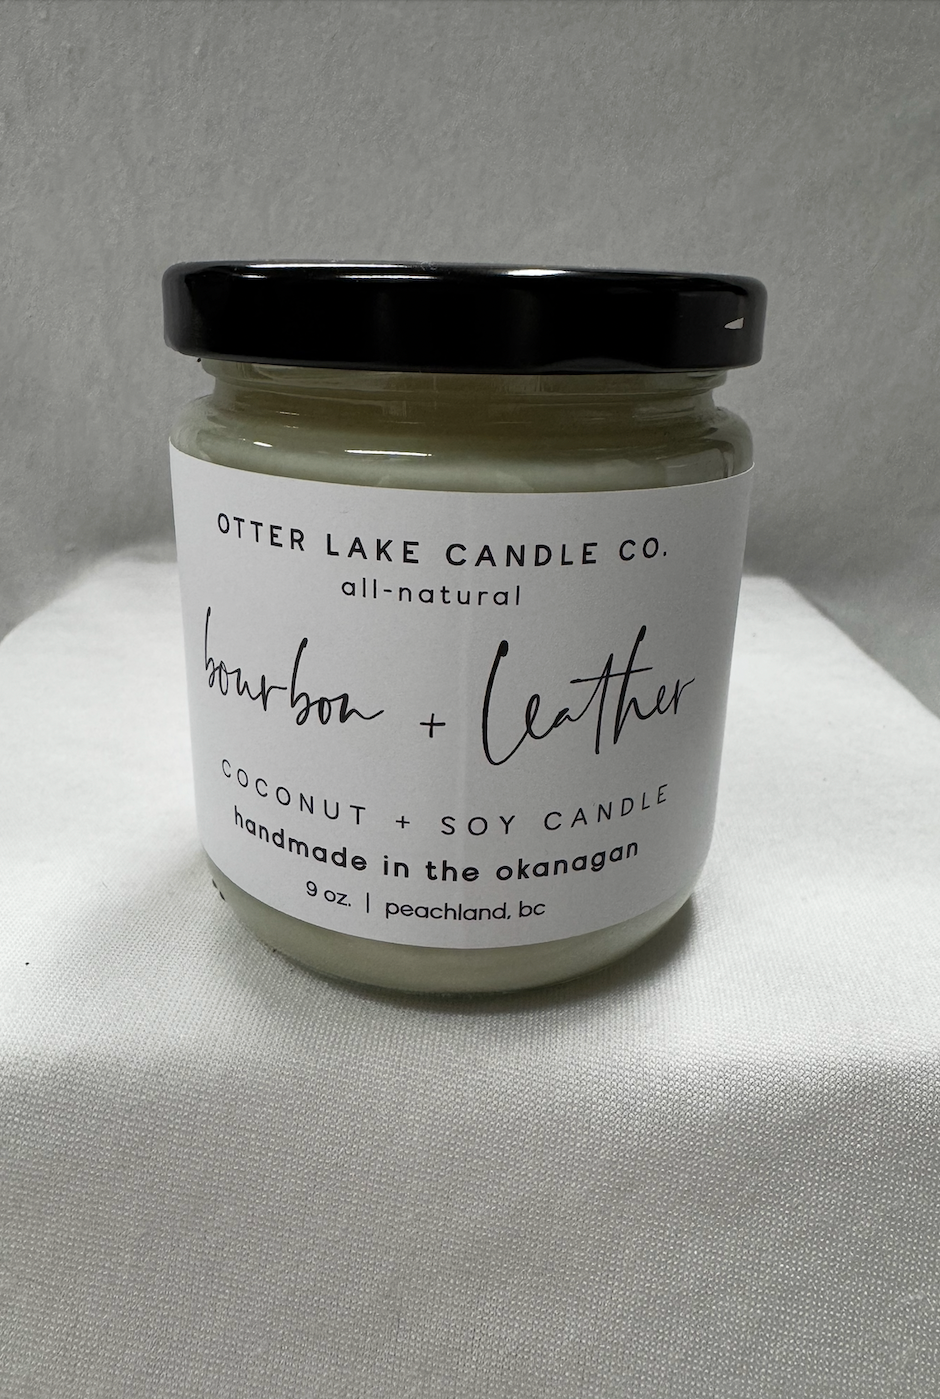 OTTER LAKE CANDLE CO.
all-natural
bourbon + leather
COCONUT + SOY CANDLE
handmade in the okanagan
9 oz. | peachland, bc